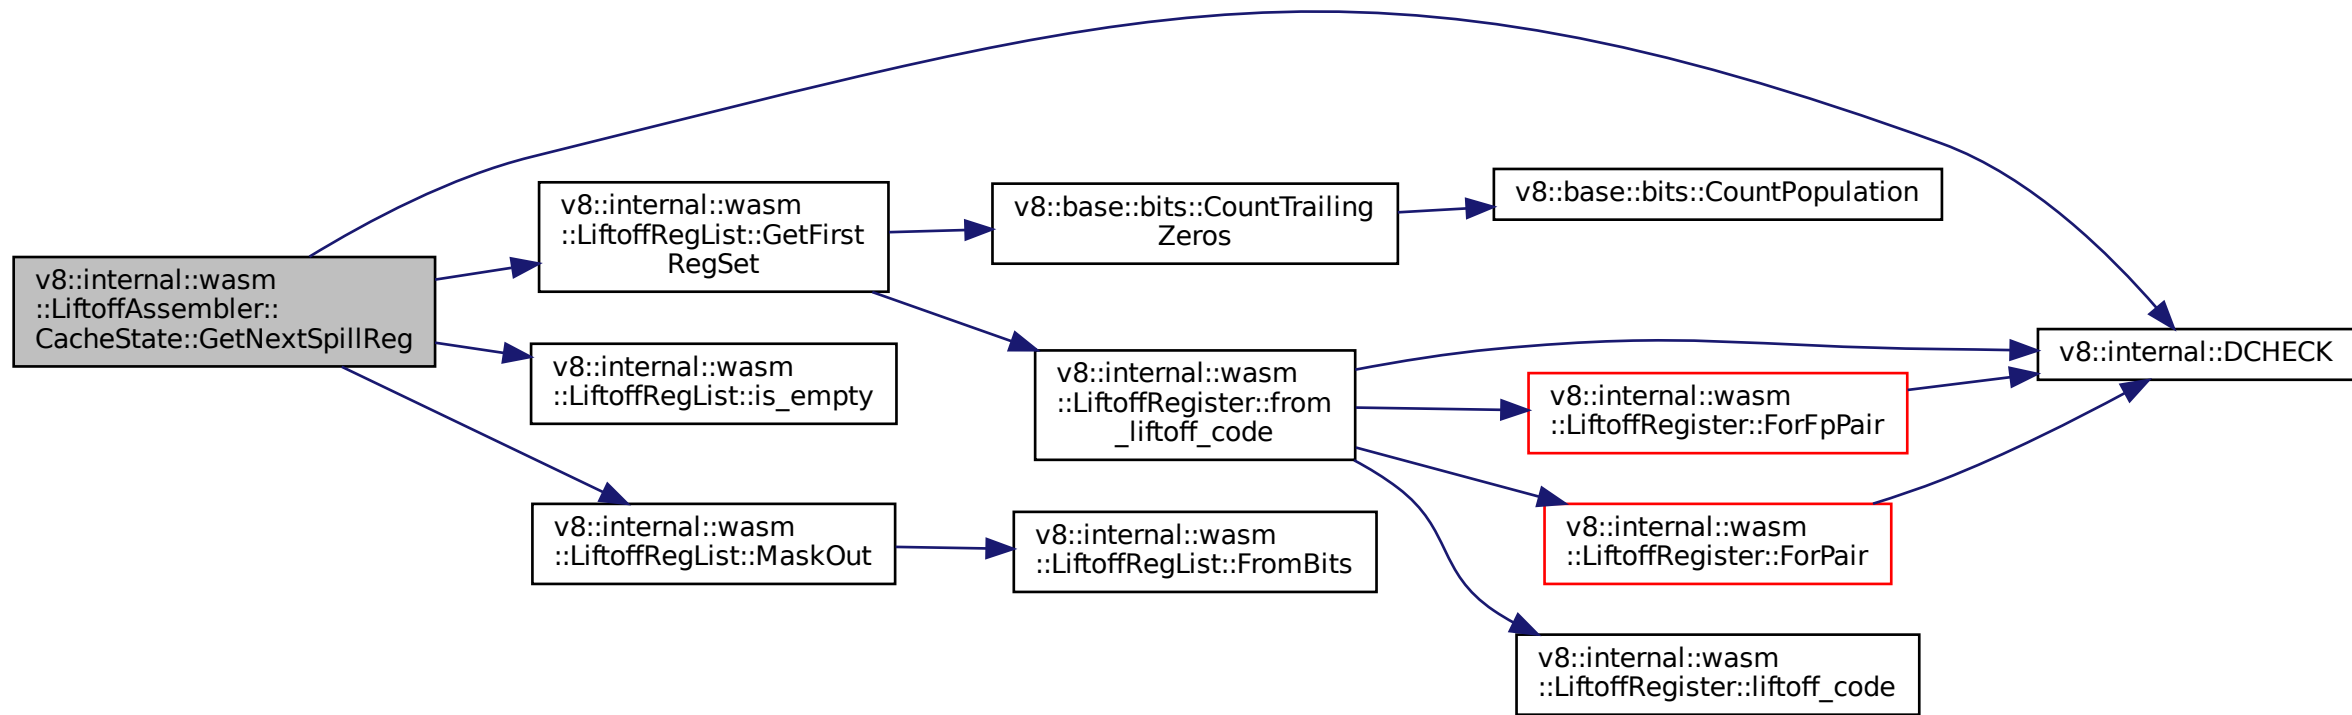 v8::internal::wasm
::LiftoffAssembler::
CacheState::GetNextSpillReg
v8::internal::wasm
::LiftoffRegList::GetFirst
RegSet
v8::internal::wasm
::LiftoffRegList::is_empty
v8::internal::wasm
::LiftoffRegList::MaskOut
v8::base::bits::CountTrailing
Zeros
v8::internal::wasm
::LiftoffRegister::from
_liftoff_code
v8::internal::wasm
::LiftoffRegList::FromBits
v8::base::bits::CountPopulation
v8::internal::wasm
::LiftoffRegister::ForFpPair
v8::internal::wasm
::LiftoffRegister::ForPair
v8::internal::wasm
::LiftoffRegister::liftoff_code
v8::internal::DCHECK